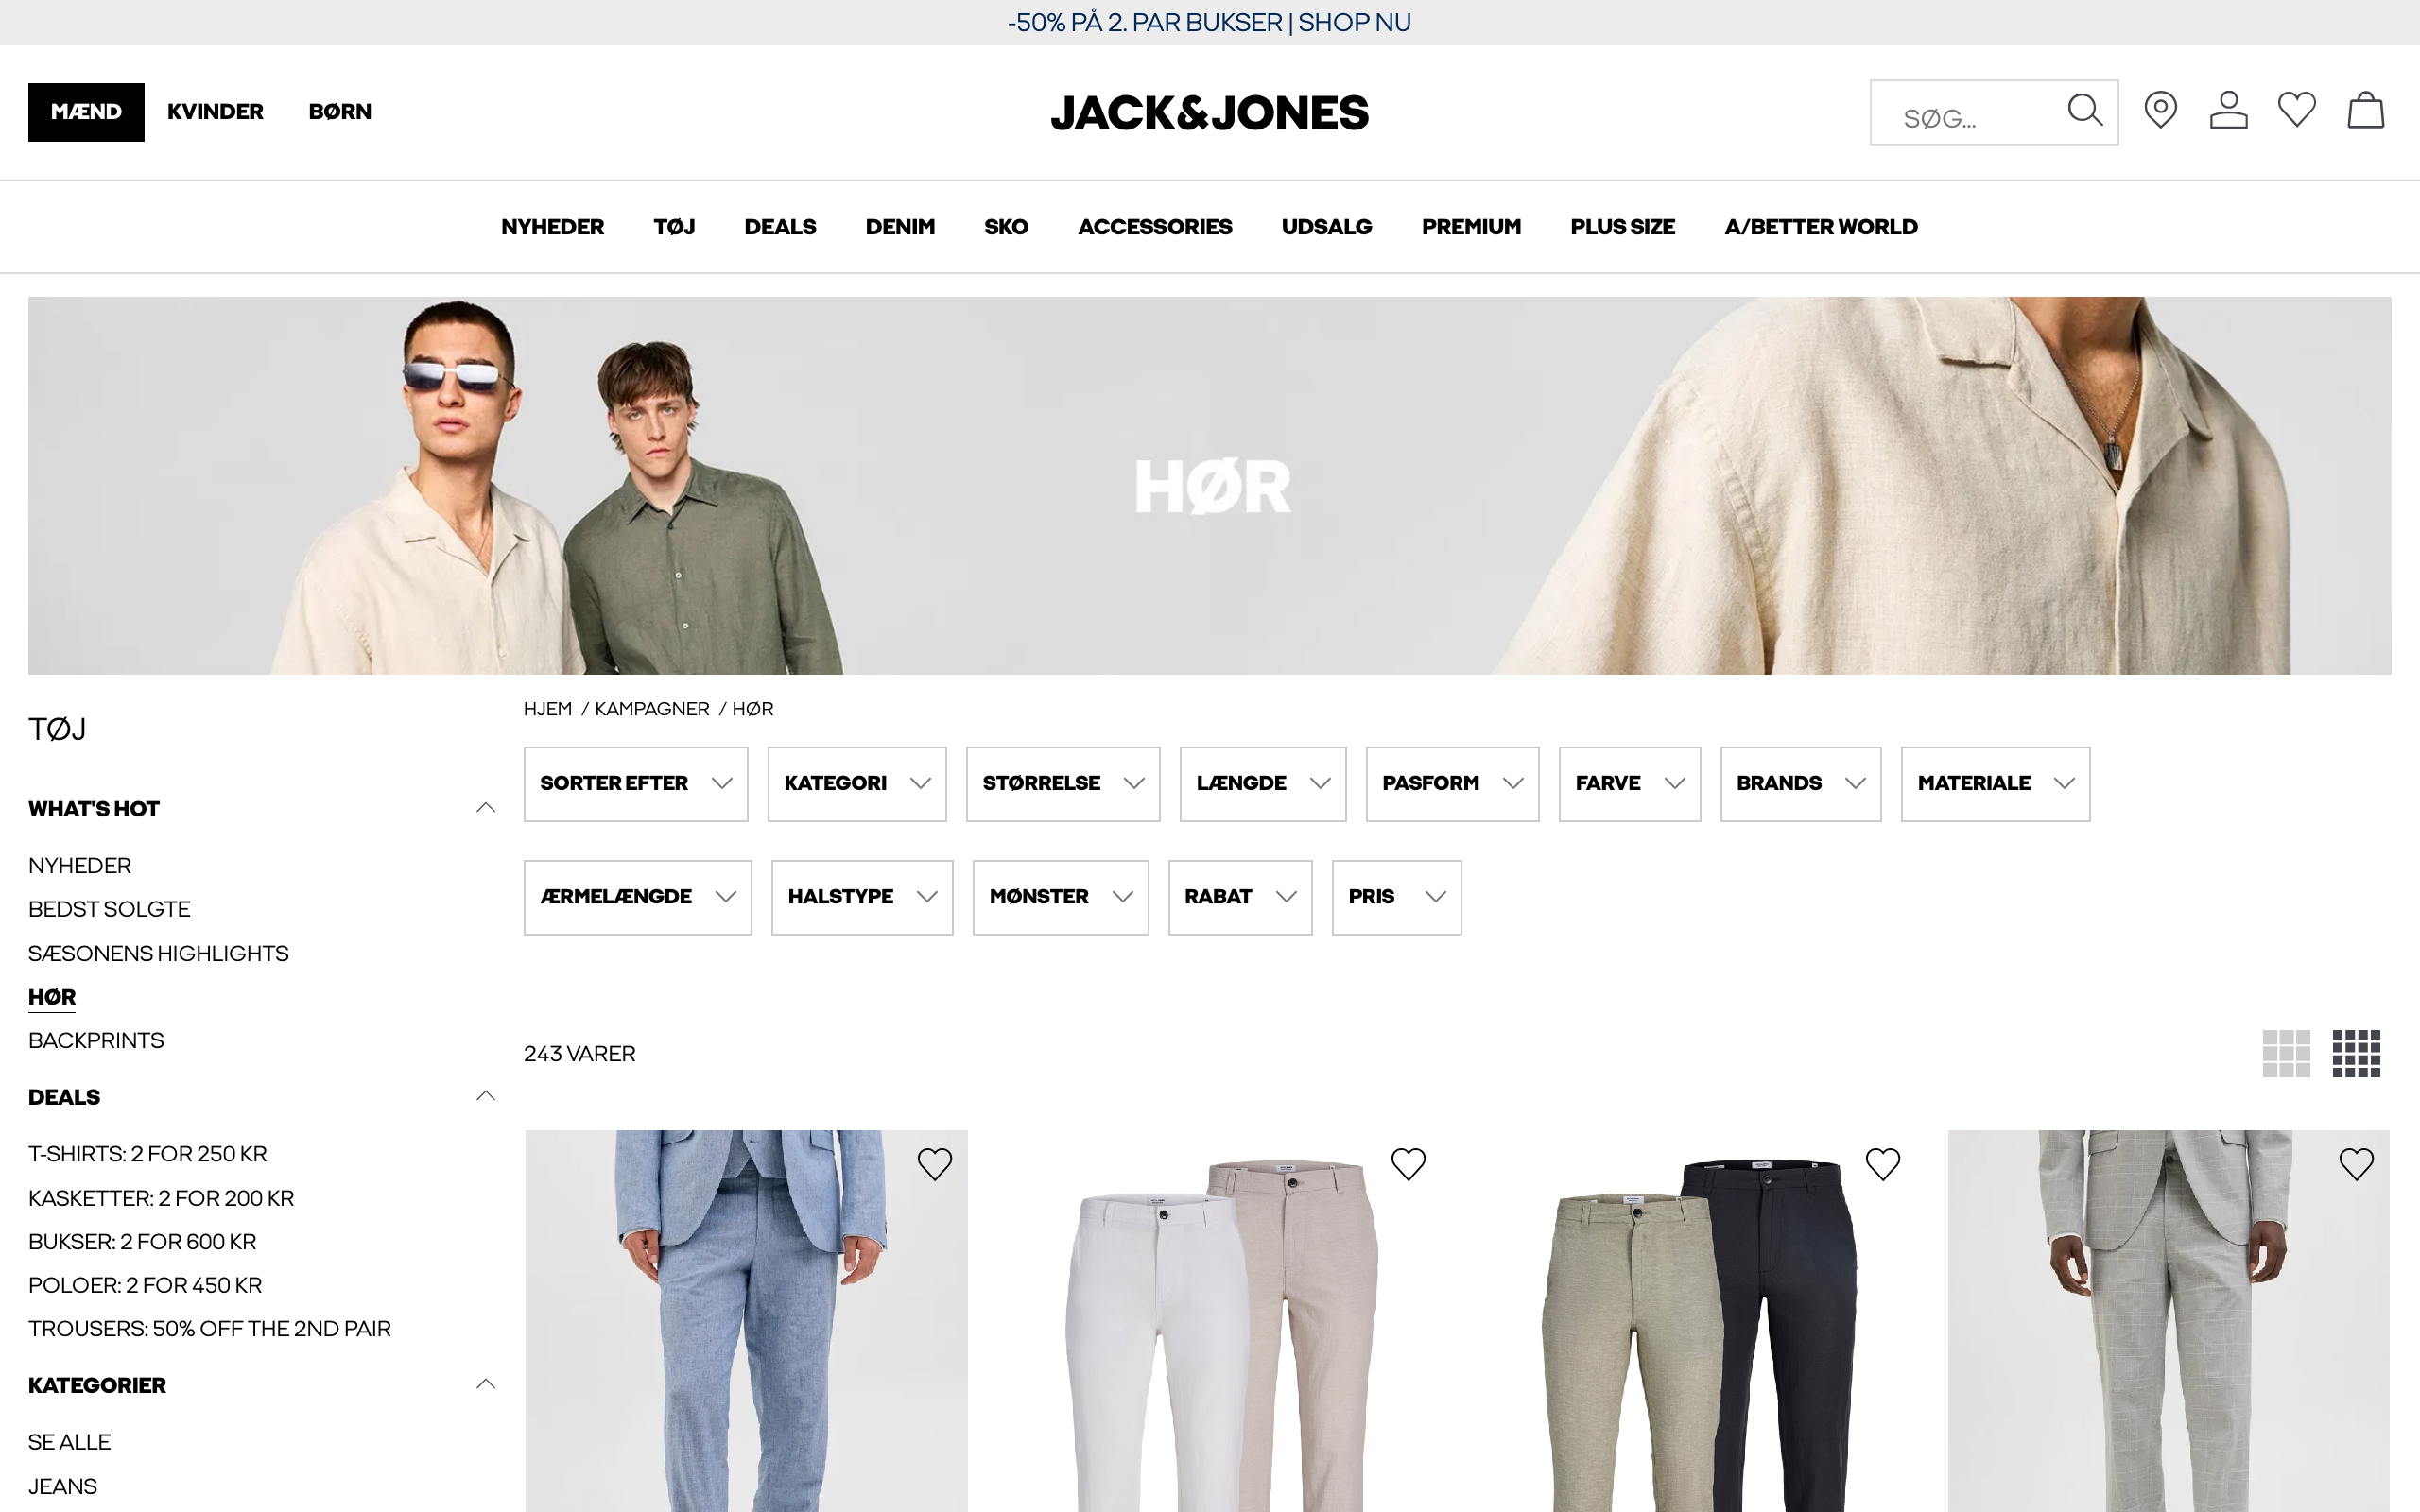 -50% PÅ 2. PAR BUKSER | SHOP NU
MÆND KVINDER BØRN
JACK&JONES
SØG...
NYHEDER TØJ DEALS DENIM SKO ACCESSORIES UDSALG PREMIUM PLUS SIZE A/BETTER WORLD
HØR
HJEM / KAMPAGNER / HØR
TØJ
SORTER EFTER KATEGORI STØRRELSE LÆNGDE PASFORM FARVE BRANDS MATERIALE
ÆRMELÆNGDE HALSTYPE MØNSTER RABAT PRIS
WHAT'S HOT
NYHEDER
BEDST SOLGTE
SÆSONENS HIGHLIGHTS
HØR
BACKPRINTS
DEALS
T-SHIRTS: 2 FOR 250 KR
KASKETTER: 2 FOR 200 KR
BUKSER: 2 FOR 600 KR
POLOER: 2 FOR 450 KR
TROUSERS: 50% OFF THE 2ND PAIR
KATEGORIER
SE ALLE
JEANS
243 VARER